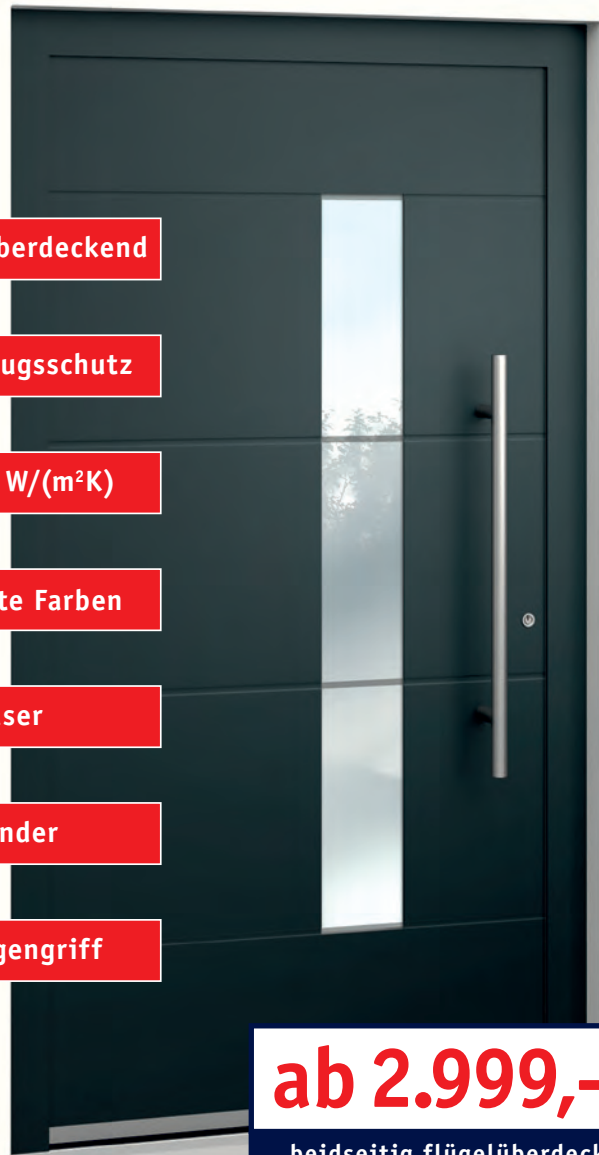 berdeckend
ugsschutz
W/(m²K)
te Farben
ser
nder
gengriff
ab 2.999,-
beidseitig flügelüberdeck